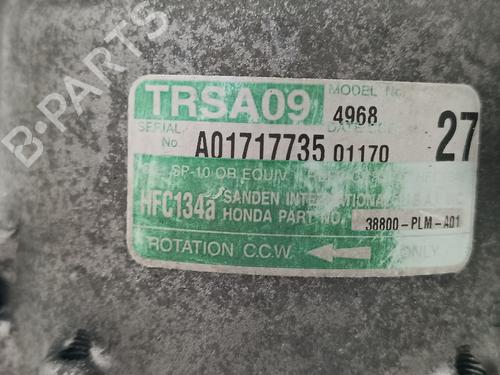 B-PARTS
TRSA09
MODEL No.
4968
27
SERIAL No.
A01717735
DATE
01170
SP-10 OR EQUIV.
HFC134a
SANDEN INTERNATIONAL
HONDA PART NO.
38800-PLM-A01
ROTATION C.C.W.